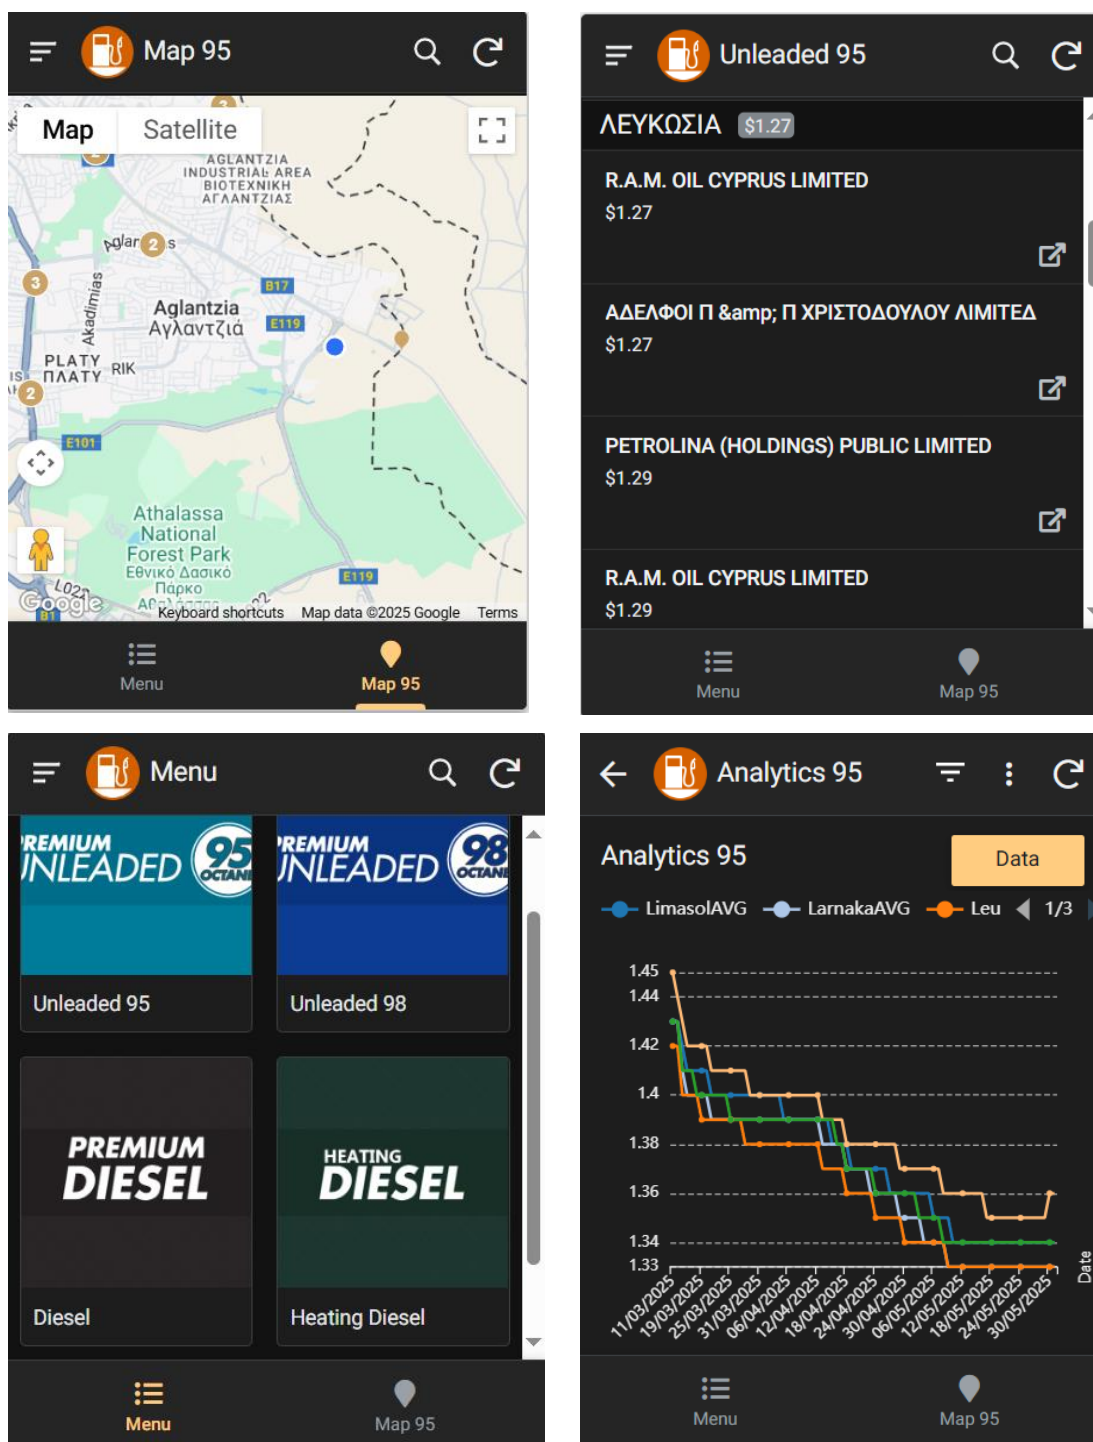 Map 95
Map
Satellite
2
2
AGLANTZIA
INDUSTRIAL AREA
ΒΙΟΤΕΧΝΙΚΗ
ΑΓΛΑΝΤΖΙΑΣ
2
3
Akadimias
B17
Aglantzia
Αγλαντζιά
E119
PLATY
ΠΛΑΤΥ
RIK
2
E101
Athalassa
National
Forest Park
Εθνικό Δασικό
Πάρκο
E119
Google
B1
Keyboard shortcuts
Map data ©2025 Google
Terms
Menu
Map 95
Unleaded 95
ΛΕΥΚΩΣΙΑ $1.27
R.A.M. OIL CYPRUS LIMITED
$1.27
ΑΔΕΛΦΟΙ Π &amp; Π ΧΡΙΣΤΟΔΟΥΛΟΥ ΛΙΜΙΤΕΔ
$1.27
PETROLINA (HOLDINGS) PUBLIC LIMITED
$1.29
R.A.M. OIL CYPRUS LIMITED
$1.29
Menu
Map 95
Menu
REMIUM
UNLEADED
95
OCTANE
REMIUM
UNLEADED
98
OCTANE
Unleaded 95
Unleaded 98
PREMIUM
DIESEL
HEATING
DIESEL
Diesel
Heating Diesel
Menu
Map 95
Analytics 95
Analytics 95
Data
LimasolAVG
LarnakaAVG
Leu
1/3
1.45
1.44
1.42
1.4
1.38
1.36
1.34
1.33
Date
11/03/2025
19/03/2025
25/03/2025
31/03/2025
06/04/2025
12/04/2025
18/04/2025
24/04/2025
30/04/2025
06/05/2025
12/05/2025
18/05/2025
24/05/2025
30/05/2025
Menu
Map 95